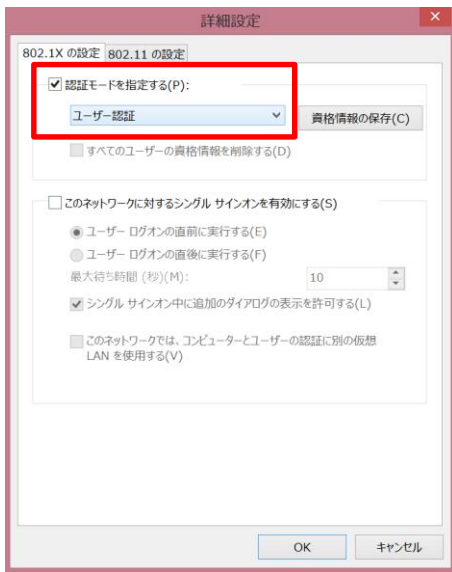 詳細設定
×
802.1X の設定 802.11 の設定
認証モードを指定する(P):
ユーザー認証
資格情報の保存(C)
すべてのユーザーの資格情報を削除する(D)
このネットワークに対するシングル サインオンを有効にする(S)
ユーザー ログオンの直前に実行する(E)
ユーザー ログオンの直後に実行する(F)
最大待ち時間 (秒)(M): 10
シングル サインオン中に追加のダイアログの表示を許可する(L)
このネットワークでは、コンピューターとユーザーの認証に別の仮想
LAN を使用する(V)
OK キャンセル